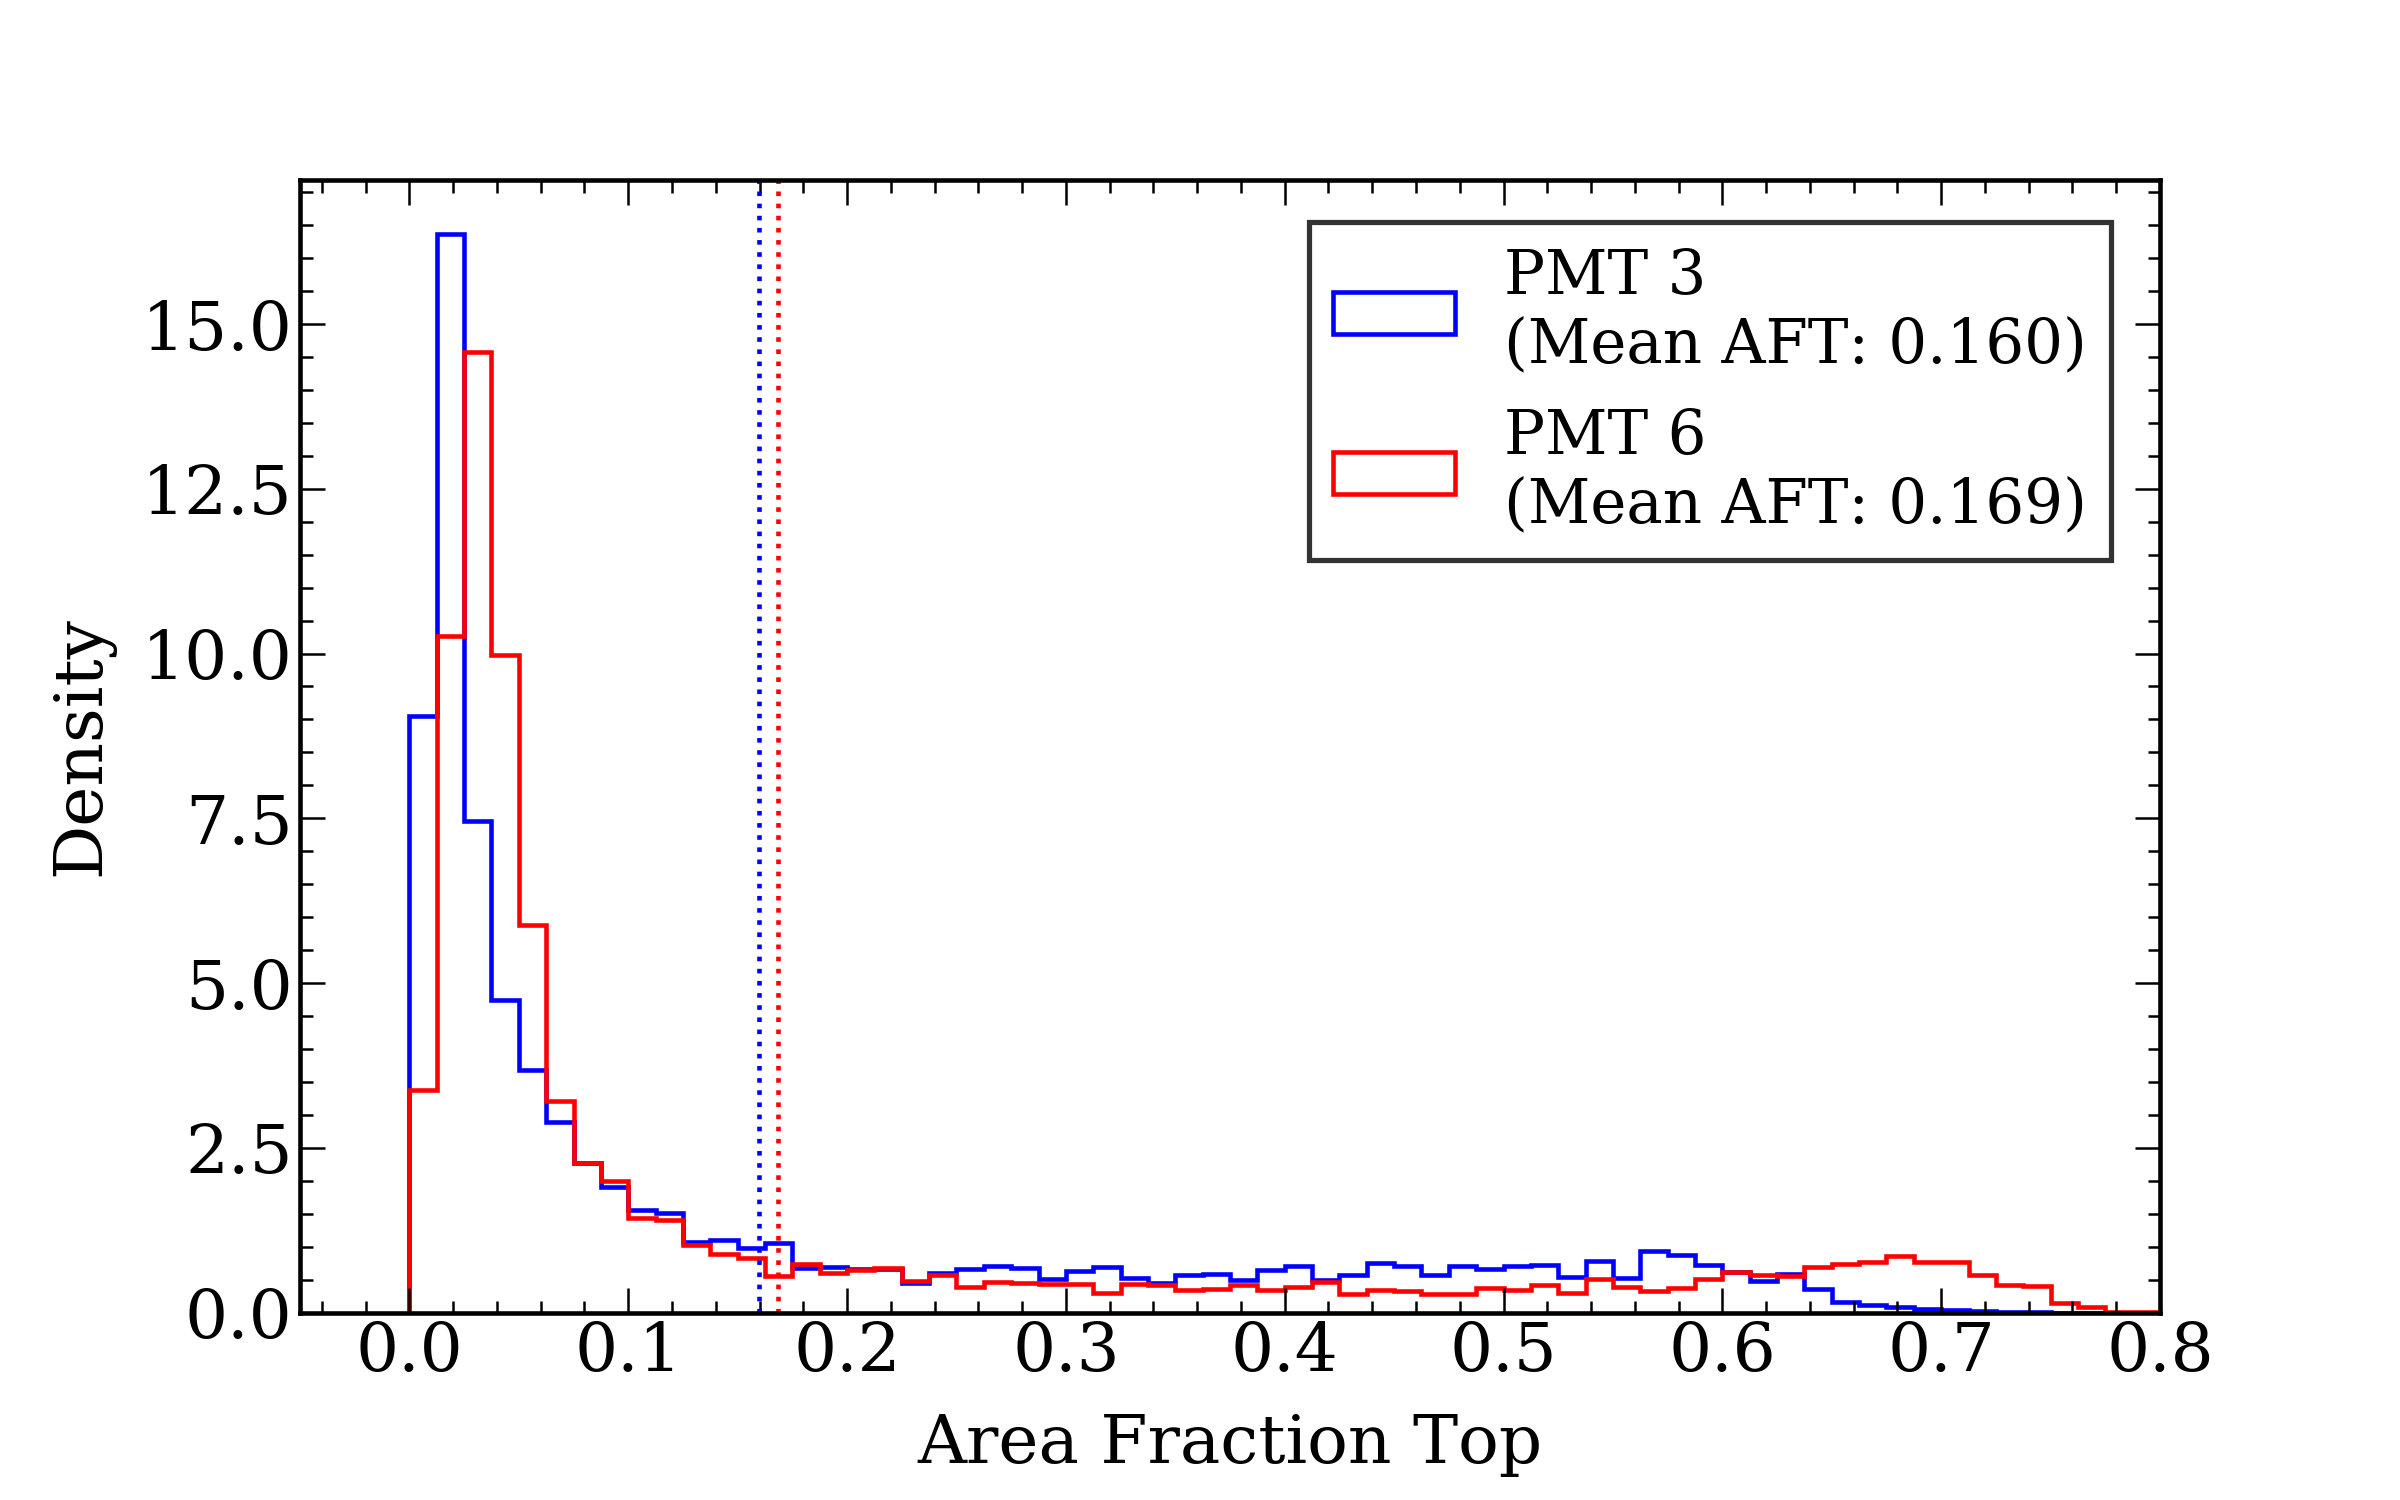 PMT 3
(Mean AFT: 0.160)
PMT 6
(Mean AFT: 0.169)
Density
15.0
12.5
10.0
7.5
5.0
2.5
0.0
0.0 0.1 0.2 0.3 0.4 0.5 0.6 0.7 0.8
Area Fraction Top